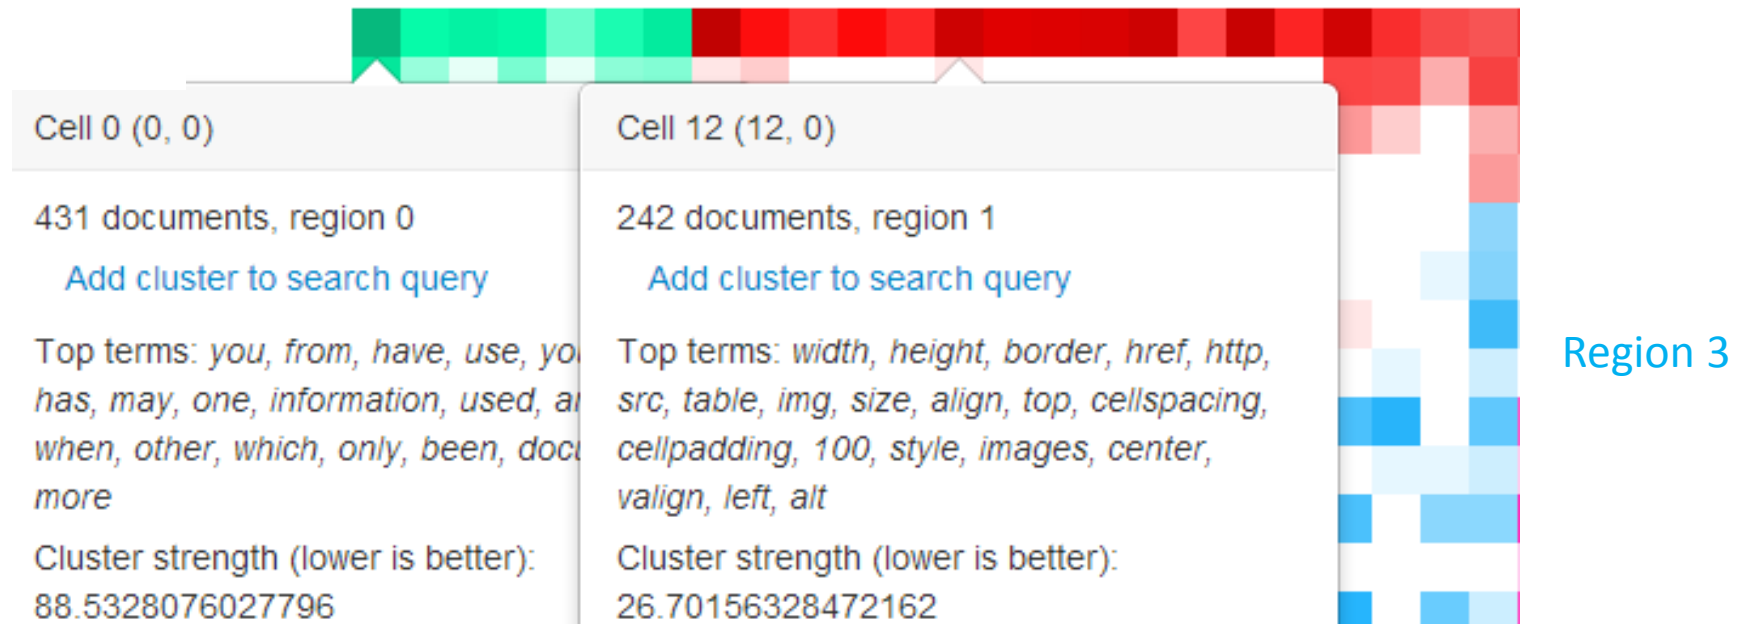 Cell 0 (0, 0)
431 documents, region 0
Add cluster to search query
Top terms: you, from, have, use,
has, may, one, information, used,
when, other, which, only, been,
more
Cluster strength (lower is better):
88.5328076027796
Cell 12 (12, 0)
242 documents, region 1
Add cluster to search query
Top terms: width, height, border, href, http,
src, table, img, size, align, top, cellspacing,
cellpadding, 100, style, images, center,
valign, left, alt
Cluster strength (lower is better):
26.70156328472162
Region 3